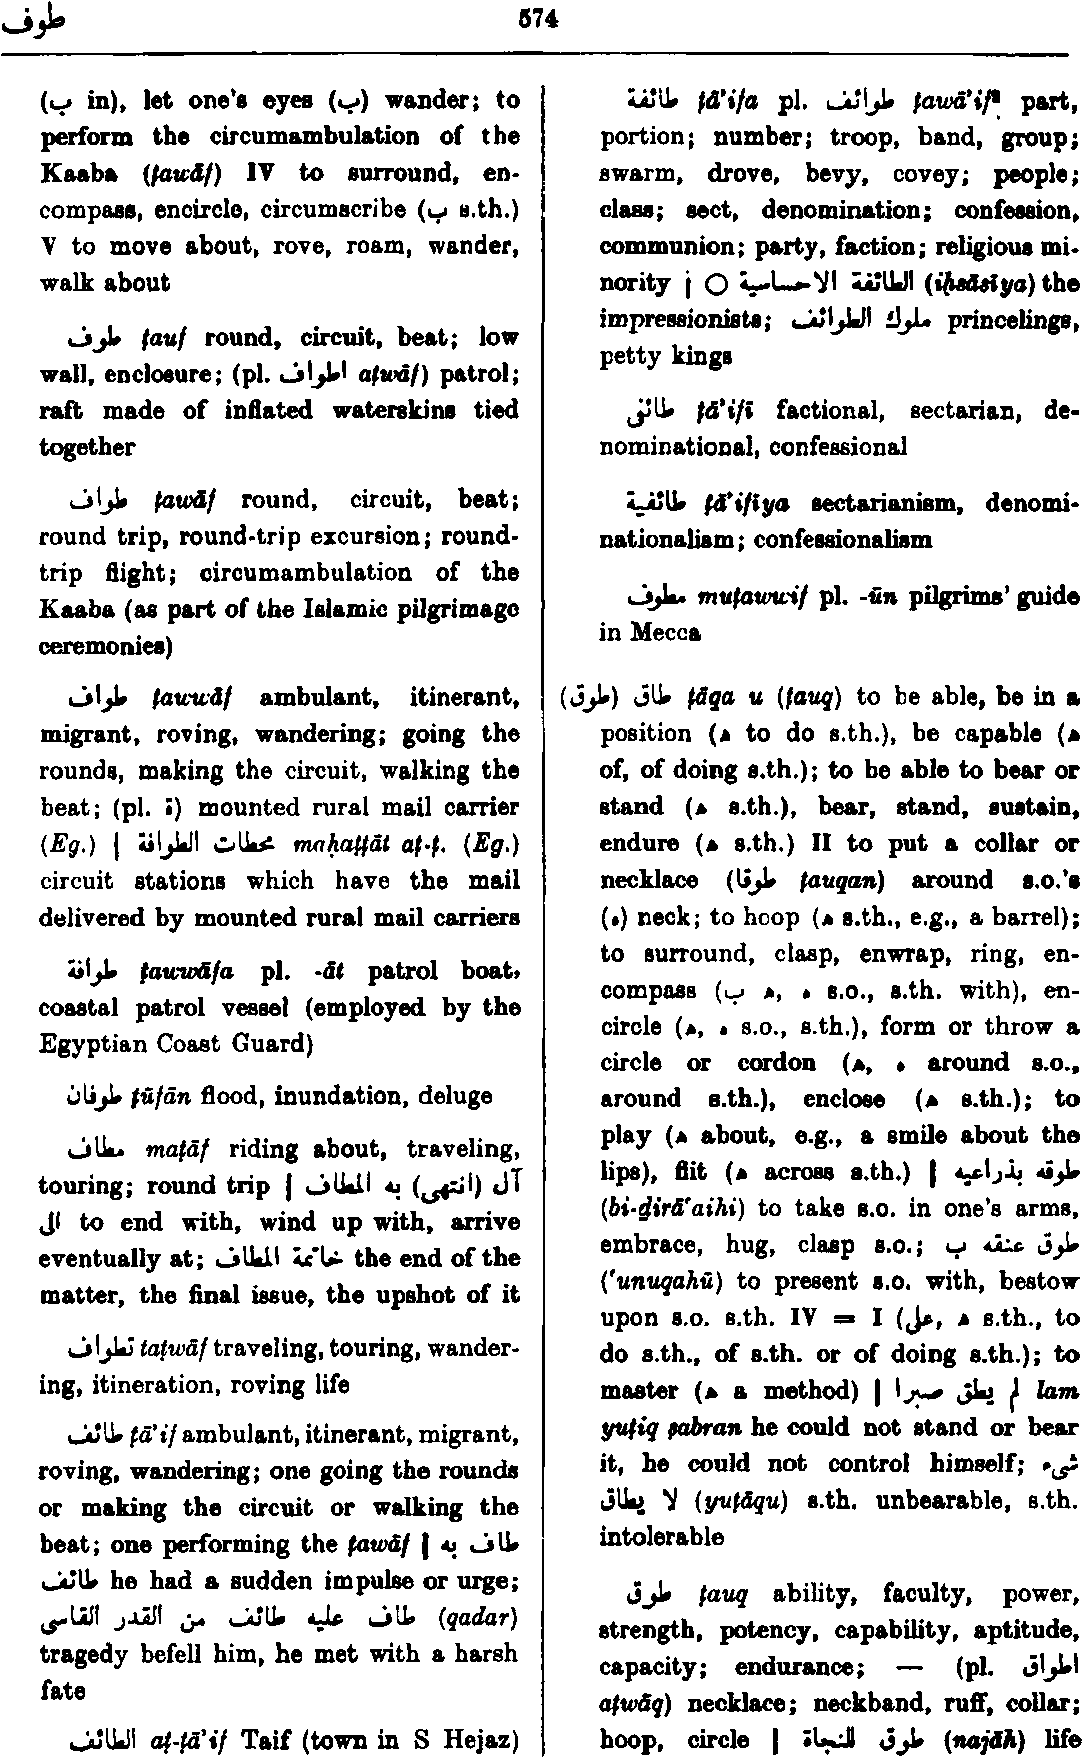 طوف
574
(ب in), let one's eyes (ب) wander; to
perform the circumambulation of the
Kaaba (ṭawāf) IV to surround, en-
compass, encircle, circumscribe (ب s.th.)
V to move about, rove, roam, wander,
walk about
طوف ṭauf round, circuit, beat; low
wall, enclosure; (pl. اطواف aṭwāf) patrol;
raft made of inflated waterskins tied
together
طواف ṭawāf round, circuit, beat;
round trip, round-trip excursion; round-
trip flight; circumambulation of the
Kaaba (as part of the Islamic pilgrimage
ceremonies)
طواف ṭawwāf ambulant, itinerant,
migrant, roving, wandering; going the
rounds, making the circuit, walking the
beat; (pl. ة) mounted rural mail carrier
(Eg.) | محطات الطوافة maḥaṭṭāt aṭ-ṭ. (Eg.)
circuit stations which have the mail
delivered by mounted rural mail carriers
طوافة ṭawwāfa pl. -āt patrol boat,
coastal patrol vessel (employed by the
Egyptian Coast Guard)
طوفان ṭūfān flood, inundation, deluge
مطاف maṭāf riding about, traveling,
touring; round trip | آل (انتهى) به المطاف
الى to end with, wind up with, arrive
eventually at; خاتمة المطاف the end of the
matter, the final issue, the upshot of it
تطواف taṭwāf traveling, touring, wander-
ing, itineration, roving life
طائف ṭā'if ambulant, itinerant, migrant,
roving, wandering; one going the rounds
or making the circuit or walking the
beat; one performing the ṭawāf | طاف به
طائف he had a sudden impulse or urge;
طاف عليه طائف من القدر القاسى (qadar)
tragedy befell him, he met with a harsh
fate
الطائف aṭ-ṭā'if Taif (town in S Hejaz)
طائفة ṭā'ifa pl. طوائف ṭawā'if² part,
portion; number; troop, band, group;
swarm, drove, bevy, covey; people;
class; sect, denomination; confession,
communion; party, faction; religious mi-
nority | ○ الطائفة الاحساسية (iḥsāsīya) the
impressionists; ملوك الطوائف princelings,
petty kings
طائفى ṭā'ifī factional, sectarian, de-
nominational, confessional
طائفية ṭā'ifīya sectarianism, denomi-
nationalism; confessionalism
مطوف muṭawwif pl. -ūn pilgrims' guide
in Mecca
(طوق) طاق ṭāqa u (ṭauq) to be able, be in a
position (ه to do s.th.), be capable (ه
of, of doing s.th.); to be able to bear or
stand (ه s.th.), bear, stand, sustain,
endure (ه s.th.) II to put a collar or
necklace (طوقا ṭauqan) around s.o.'s
(ه) neck; to hoop (ه s.th., e.g., a barrel);
to surround, clasp, enwrap, ring, en-
compass (ب ه, ه s.o., s.th. with), en-
circle (ه, ه s.o., s.th.), form or throw a
circle or cordon (ه, ه around s.o.,
around s.th.), enclose (ه s.th.); to
play (ه about, e.g., a smile about the
lips), flit (ه across s.th.) | طوقه بذراعيه
(bi-ḏirā'aihi) to take s.o. in one's arms,
embrace, hug, clasp s.o.; طوق عنقه ب
('unuqahū) to present s.o. with, bestow
upon s.o. s.th. IV = I (على, ه s.th., to
do s.th., of s.th. or of doing s.th.); to
master (ه a method) | لم يطق صبرا lam
yuṭiq ṣabran he could not stand or bear
it, he could not control himself; شىء
لا يطاق (yuṭāqu) s.th. unbearable, s.th.
intolerable
طوق ṭauq ability, faculty, power,
strength, potency, capability, aptitude,
capacity; endurance; — (pl. اطواق
aṭwāq) necklace; neckband, ruff, collar;
hoop, circle | طوق النجاة (najāh) life